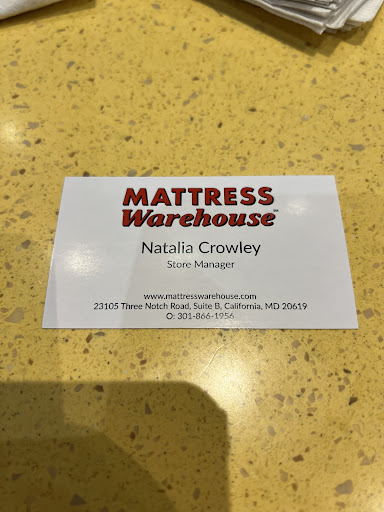 MATTRESS
Warehouse™
Natalia Crowley
Store Manager
www.mattresswarehouse.com
23105 Three Notch Road, Suite B, California, MD 20619
O: 301-866-1956